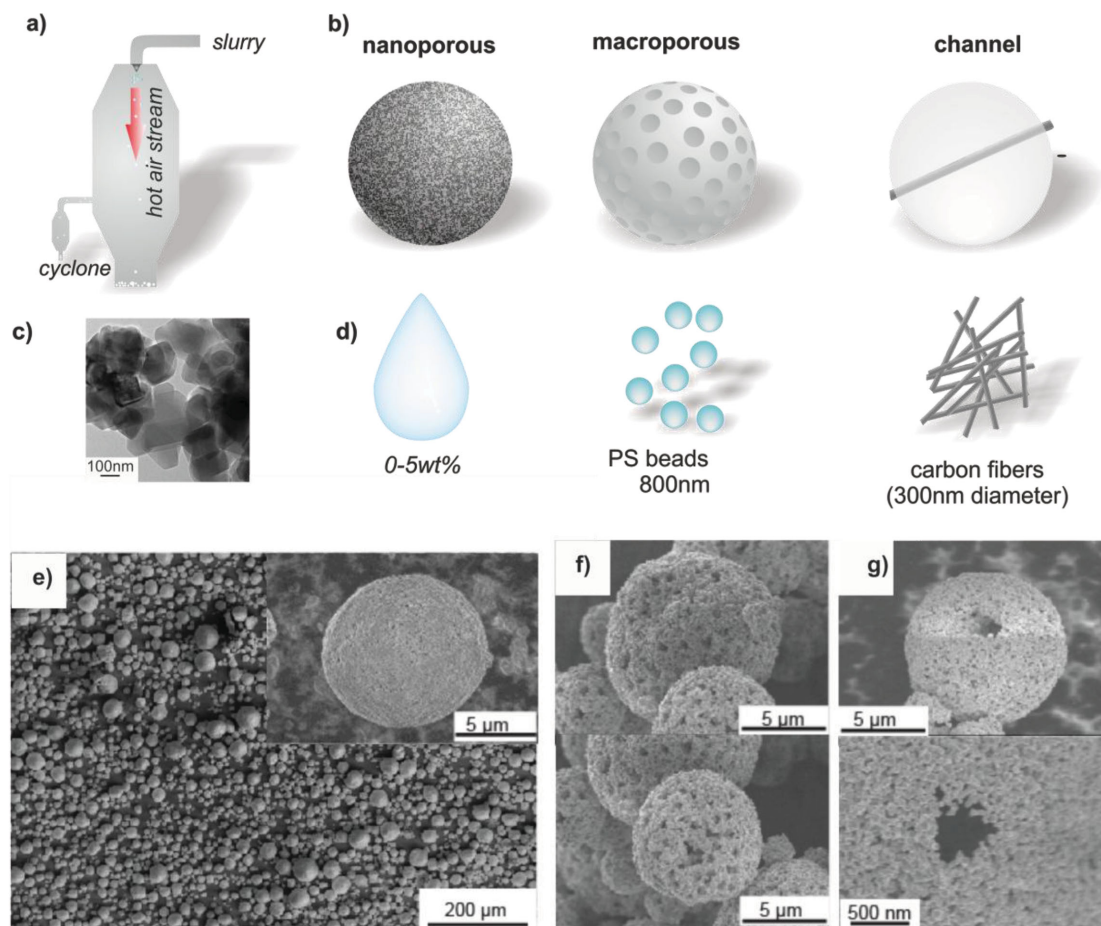 a)
slurry
hot air stream
cyclone
b)
nanoporous
macroporous
channel
c)
100nm
d)
0-5wt%
PS beads
800nm
carbon fibers
(300nm diameter)
e)
5 µm
200 µm
f)
5 µm
5 µm
g)
5 µm
500 nm